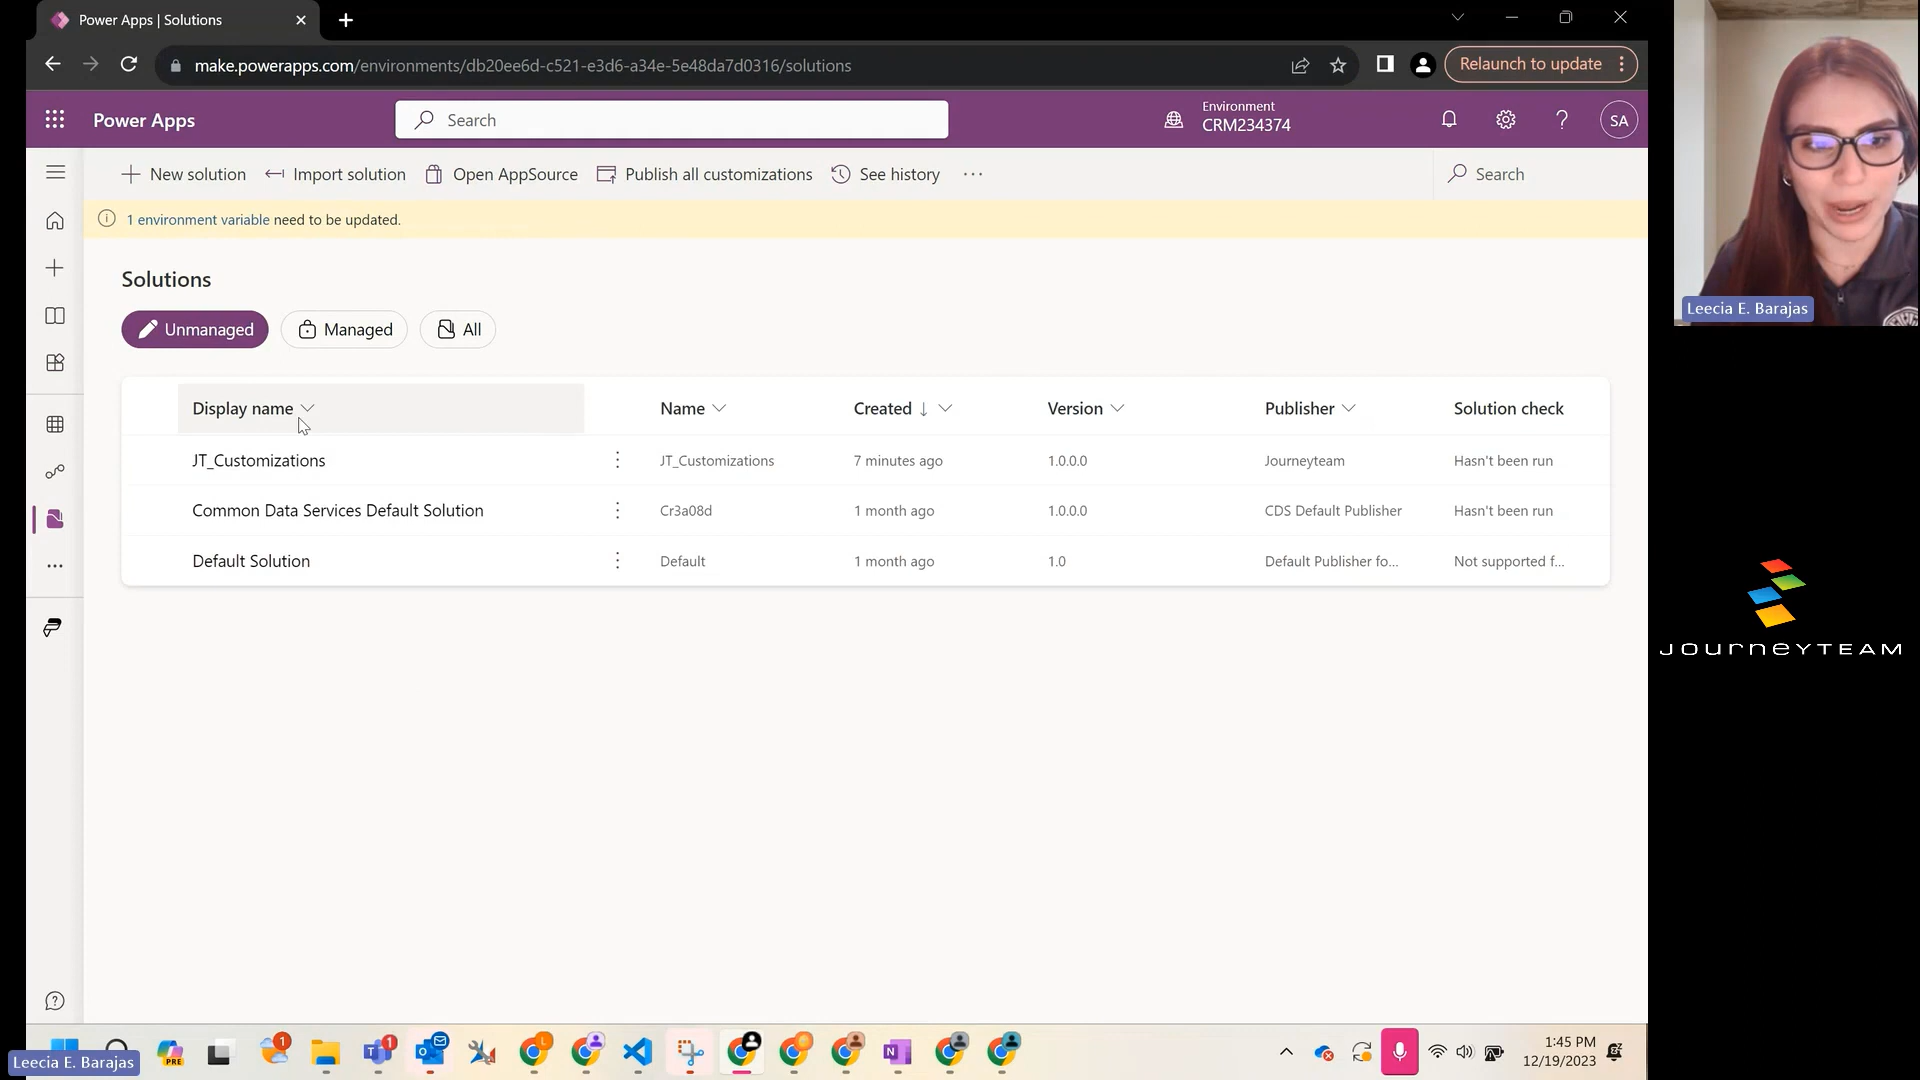 Power Apps | Solutions
make.powerapps.com/environments/db20ee6d-c521-e3d6-a34e-5e48da7d0316/solutions
Relaunch to update
Power Apps
Search
Environment
CRM234374
SA
New solution
Import solution
Open AppSource
Publish all customizations
See history
Search
1 environment variable need to be updated.
Solutions
Unmanaged
Managed
All
Display name
Name
Created
Version
Publisher
Solution check
JT_Customizations
JT_Customizations
7 minutes ago
1.0.0.0
Journeyteam
Hasn't been run
Common Data Services Default Solution
Cr3a08d
1 month ago
1.0.0.0
CDS Default Publisher
Hasn't been run
Default Solution
Default
1 month ago
1.0
Default Publisher fo...
Not supported f...
Leecia E. Barajas
JOURNEYTEAM
Leecia E. Barajas
PRE
1
1
1:45 PM
12/19/2023